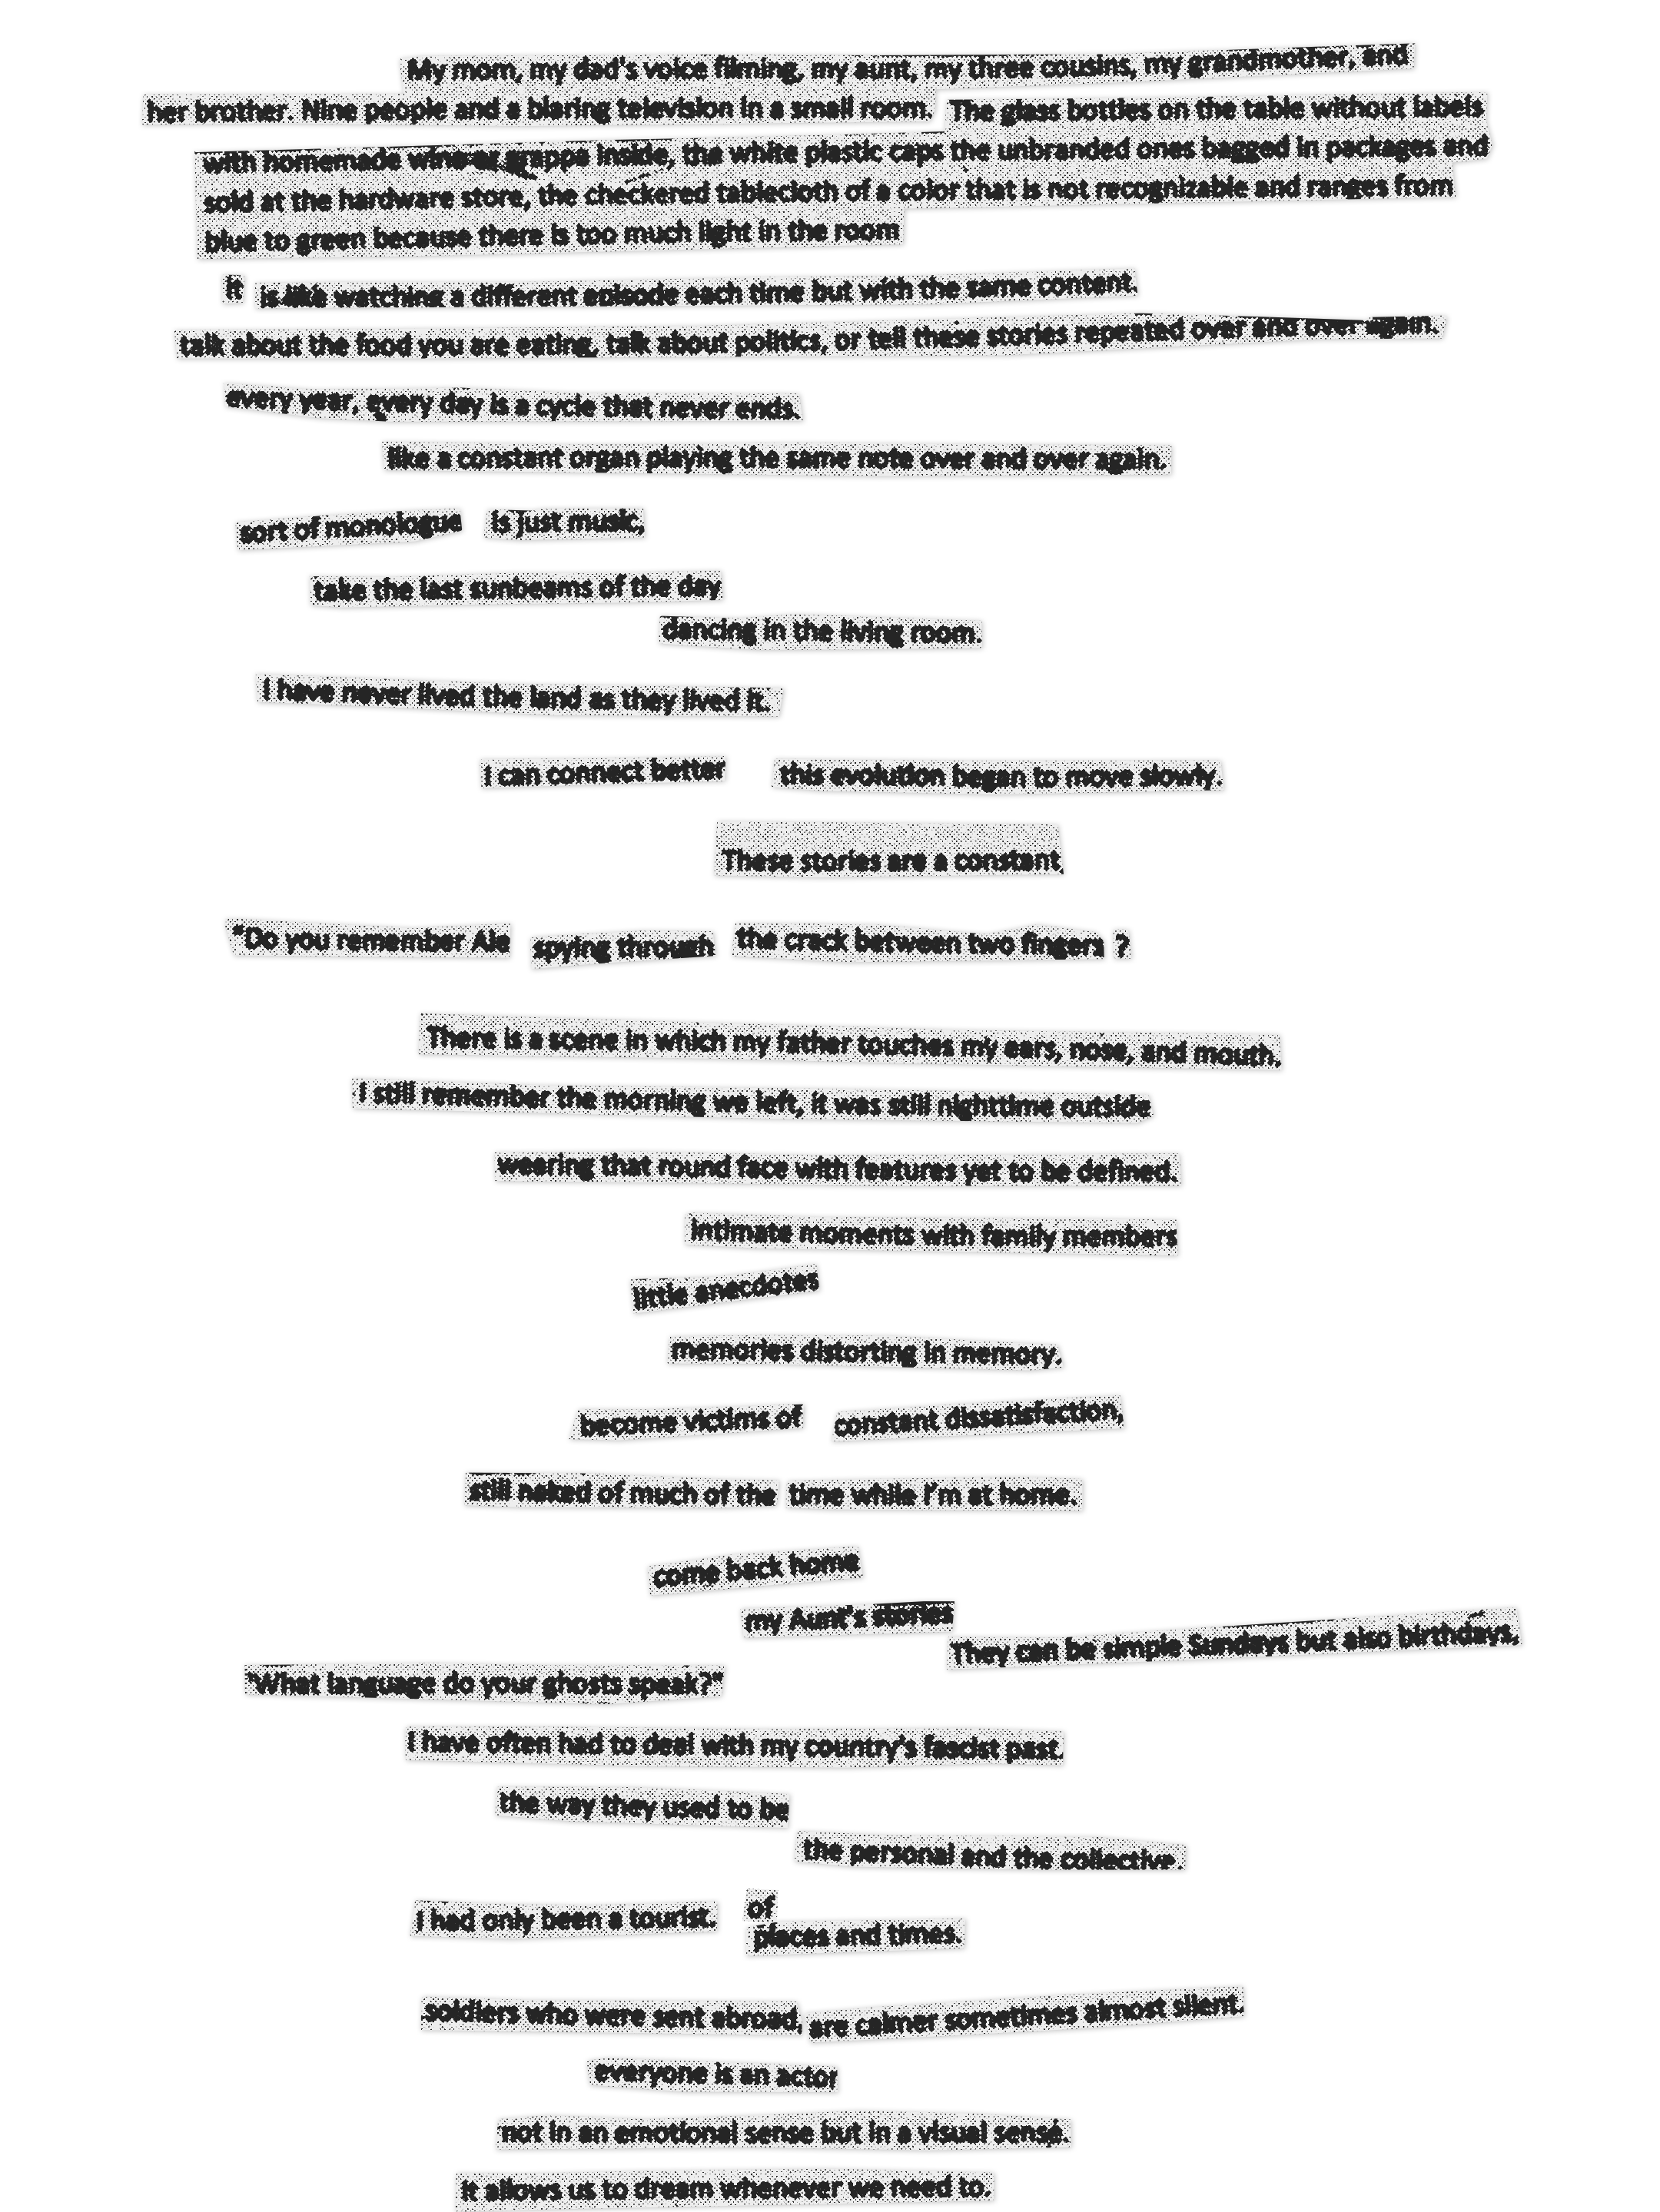 My mom, my dad's voice filming, my aunt, my three cousins, my grandmother, and
her brother. Nine people and a blaring television in a small room. The glass bottles on the table without labels
with homemade wine or grappa inside, the white plastic caps the unbranded ones bagged in packages and
sold at the hardware store, the checkered tablecloth of a color that is not recognizable and ranges from
blue to green because there is too much light in the room
it is like watching a different episode each time but with the same content.
talk about the food you are eating, talk about politics, or tell these stories repeated over and over again.
every year, every day is a cycle that never ends.
like a constant organ playing the same note over and over again.
sort of monologue is just music,
take the last sunbeams of the day
dancing in the living room.
I have never lived the land as they lived it.
I can connect better this evolution began to move slowly.
These stories are a constant,
"Do you remember Ale spying through the crack between two fingers ?
There is a scene in which my father touches my ears, nose, and mouth.
I still remember the morning we left, it was still nighttime outside
wearing that round face with features yet to be defined.
intimate moments with family members
little anecdotes
memories distorting in memory.
become victims of constant dissatisfaction,
still naked of much of the time while I'm at home.
come back home
my Aunt's stories
They can be simple Sundays but also birthdays,
"What language do your ghosts speak?"
I have often had to deal with my country's fascist past.
the way they used to be
the personal and the collective.
I had only been a tourist. of
places and times.
soldiers who were sent abroad, are calmer sometimes almost silent.
everyone is an actor
not in an emotional sense but in a visual sense.
It allows us to dream whenever we need to.